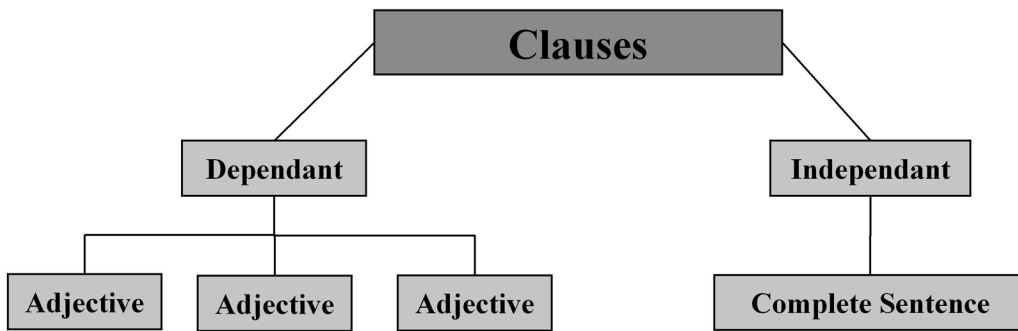 Clauses
Dependant
Independant
Adjective
Adjective
Adjective
Complete Sentence